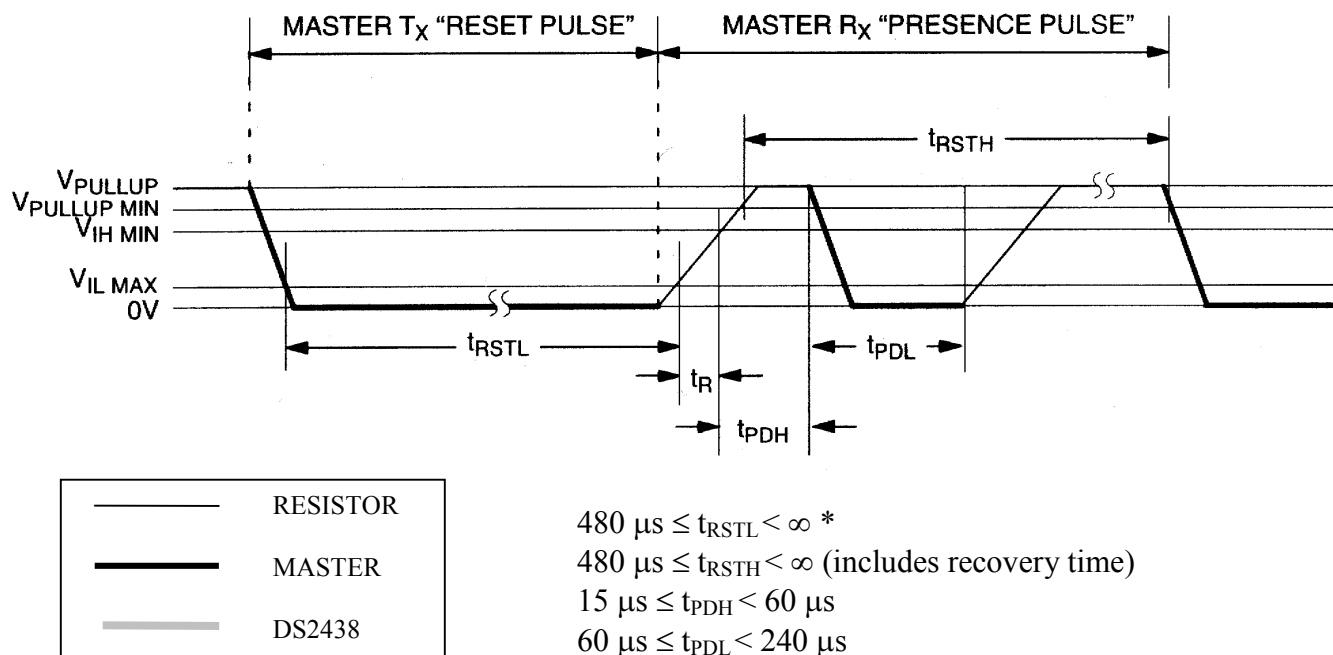 MASTER TX “RESET PULSE”
MASTER RX “PRESENCE PULSE”
tRSTH
VPULLUP
VPULLUP MIN
VIH MIN
VIL MAX
0V
tRSTL
tPDL
tR
tPDH
RESISTOR
MASTER
DS2438
480 μs ≤ tRSTL < ∞ *
480 μs ≤ tRSTH < ∞ (includes recovery time)
15 μs ≤ tPDH < 60 μs
60 μs ≤ tPDL < 240 μs